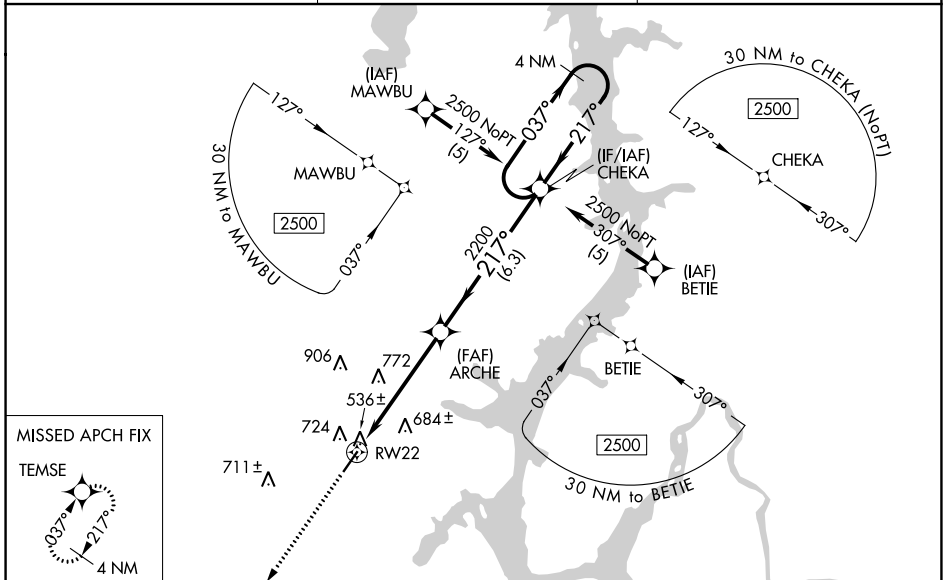 (IAF)
MAWBU
4 NM
2500 NoPT
127°
(5)
037°
217°
(IF/IAF)
CHEKA
30 NM to CHEKA (NoPT)
2500
127°
CHEKA
307°
127°
MAWBU
30 NM to MAWBU
2500
037°
2500 NoPT
307°
(5)
(IAF)
BETIE
2200
217°
(6.3)
(FAF)
ARCHE
906
772
536±
724
684±
RW22
711±
BETIE
037°
307°
2500
30 NM to BETIE
MISSED APCH FIX
TEMSE
037°
217°
4 NM